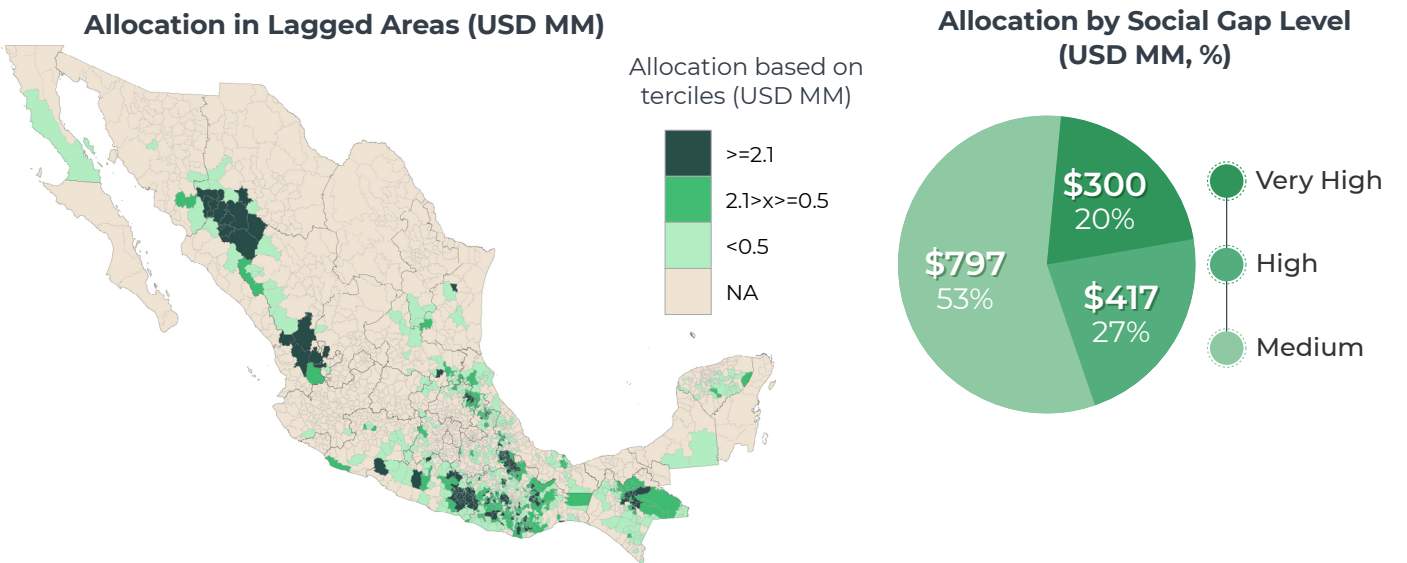 Allocation in Lagged Areas (USD MM)
Allocation based on
terciles (USD MM)
>=2.1
2.1>x>=0.5
<0.5
NA
Allocation by Social Gap Level
(USD MM, %)
$300
20%
$797
53%
$417
27%
Very High
High
Medium